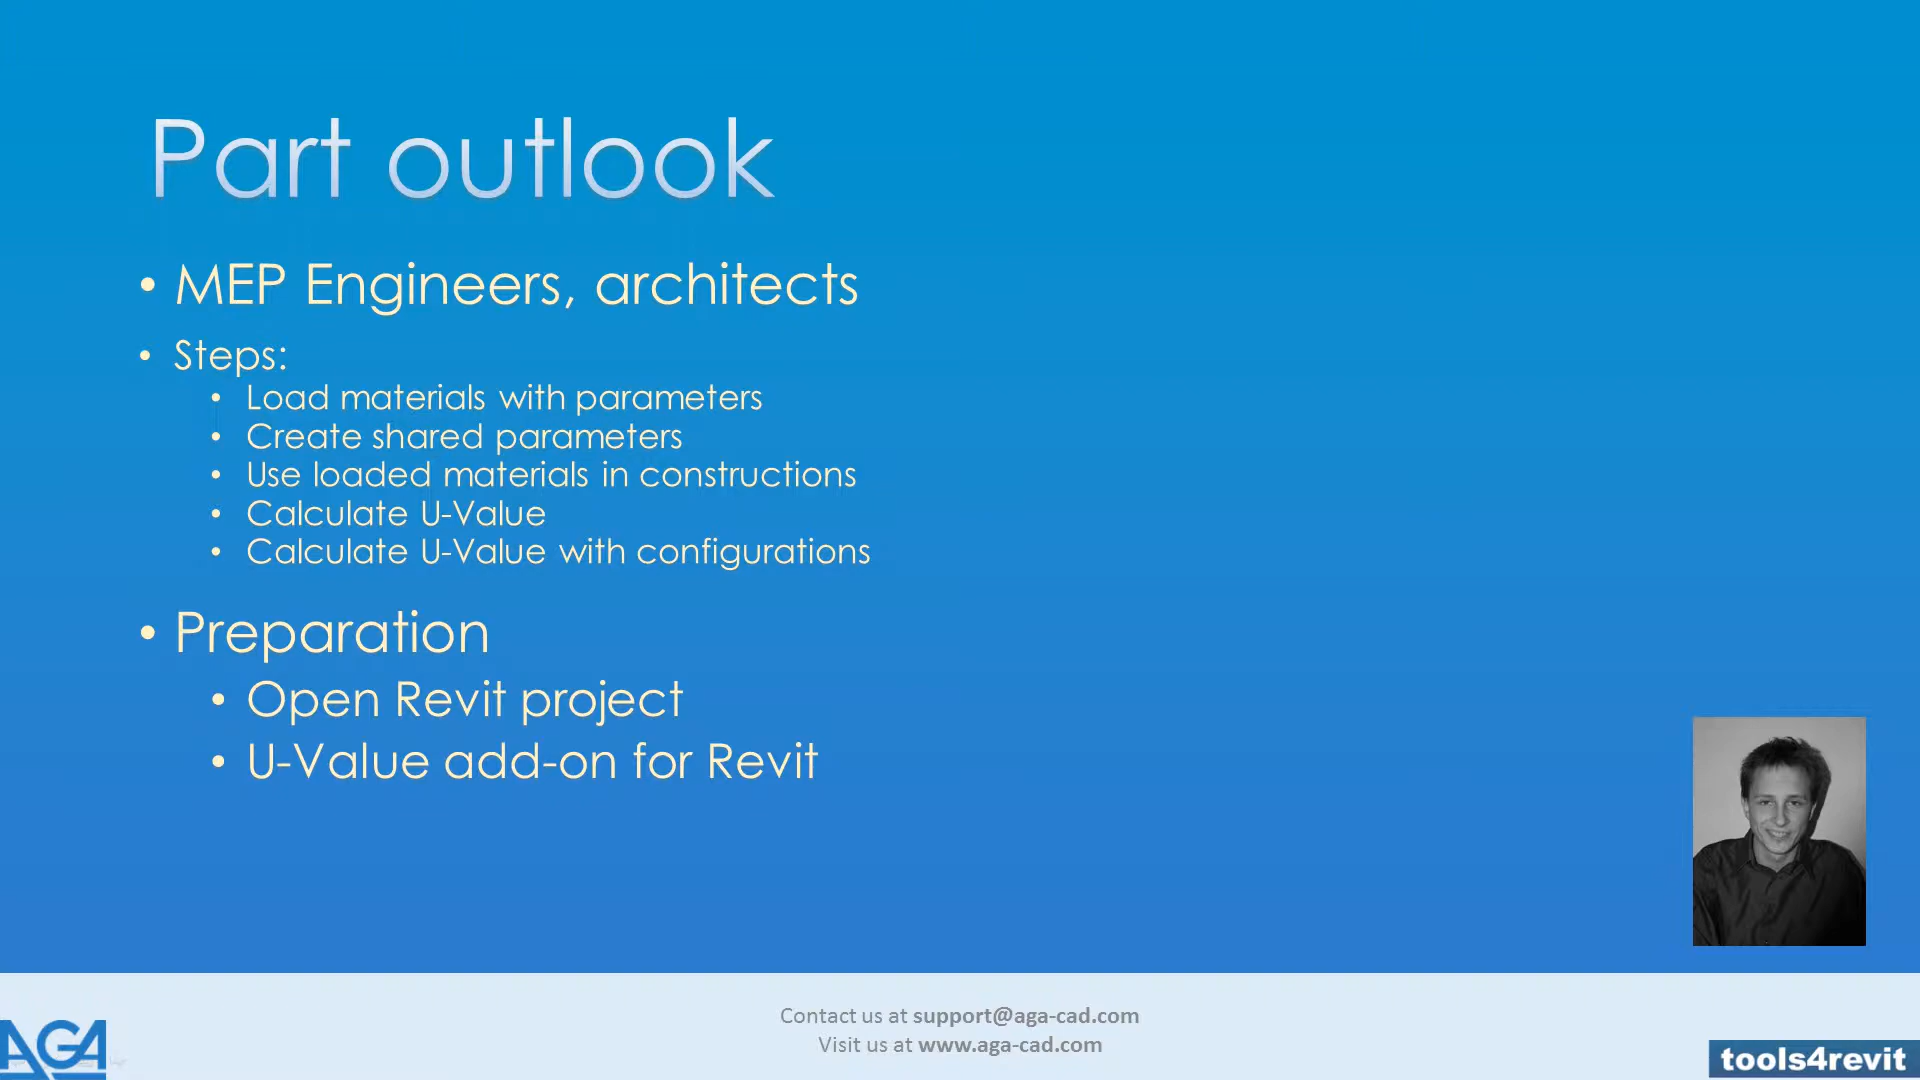 Part outlook
• MEP Engineers, architects
• Steps:
• Load materials with parameters
• Create shared parameters
• Use loaded materials in constructions
• Calculate U-Value
• Calculate U-Value with configurations
• Preparation
• Open Revit project
• U-Value add-on for Revit
Contact us at support@aga-cad.com
Visit us at www.aga-cad.com
AGA
tools4revit